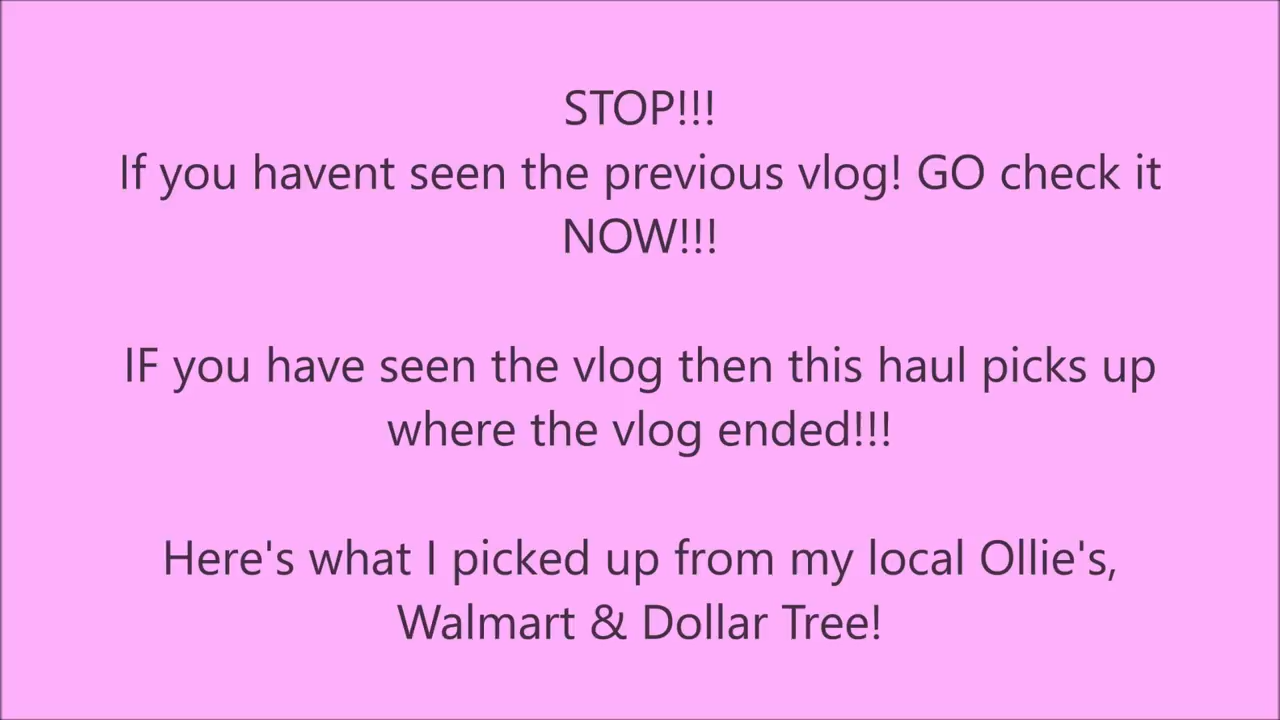 STOP!!!
If you havent seen the previous vlog! GO check it
NOW!!!
IF you have seen the vlog then this haul picks up
where the vlog ended!!!
Here's what I picked up from my local Ollie's,
Walmart & Dollar Tree!